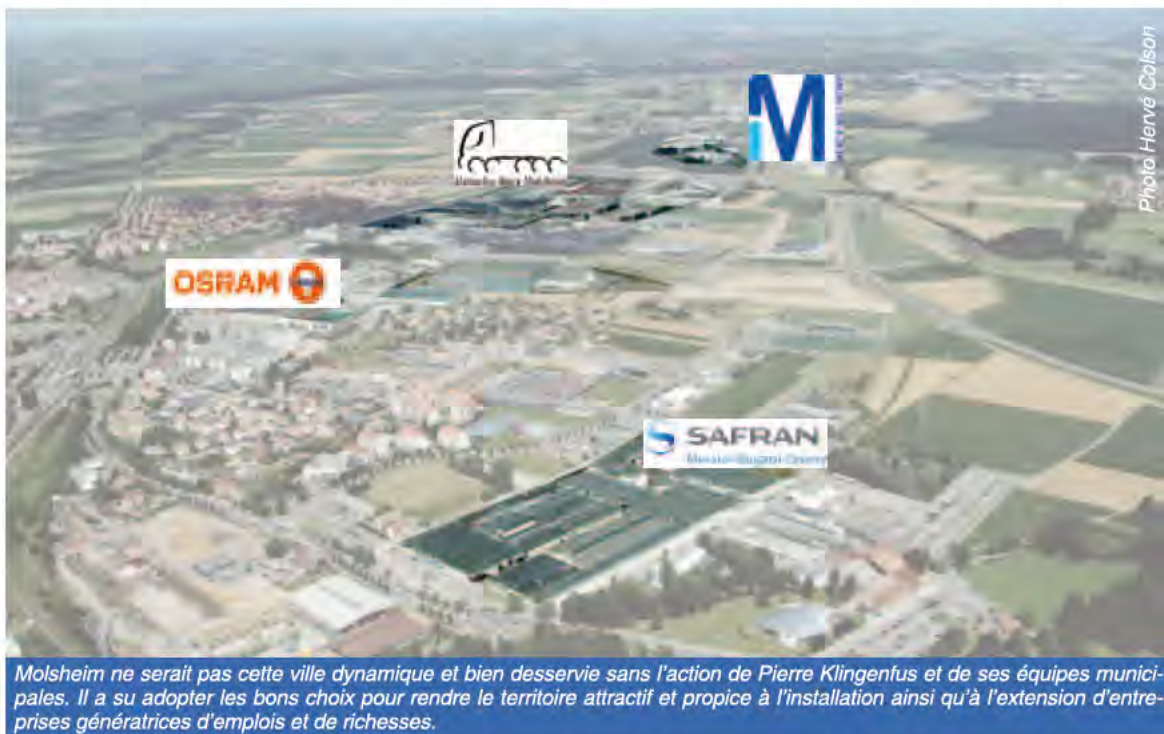 Photo Hervé Colson
M
OSRAM
SAFRAN
Messier-Bugatti-Dowty
Molsheim ne serait pas cette ville dynamique et bien desservie sans l'action de Pierre Klingenfus et de ses équipes munici-
pales. Il a su adopter les bons choix pour rendre le territoire attractif et propice à l'installation ainsi qu'à l'extension d'entre-
prises génératrices d'emplois et de richesses.